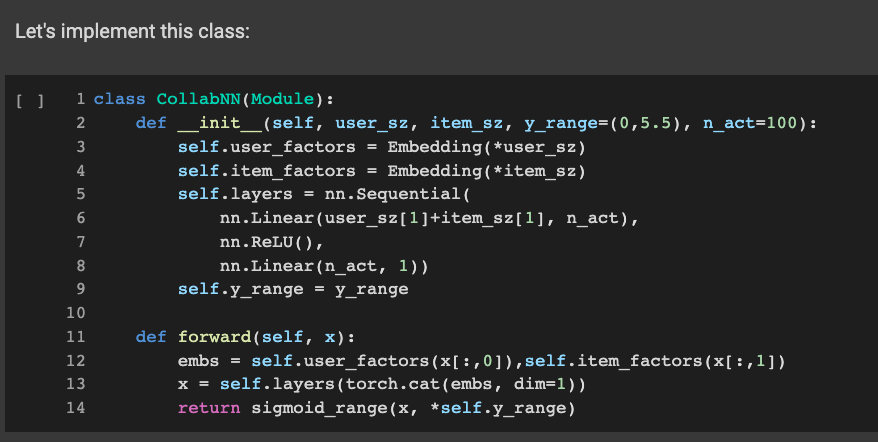 Let's implement this class:
[ ] 1 class CollabNN(Module):
2     def __init__(self, user_sz, item_sz, y_range=(0,5.5), n_act=100):
3         self.user_factors = Embedding(*user_sz)
4         self.item_factors = Embedding(*item_sz)
5         self.layers = nn.Sequential(
6             nn.Linear(user_sz[1]+item_sz[1], n_act),
7             nn.ReLU(),
8             nn.Linear(n_act, 1))
9         self.y_range = y_range
10
11     def forward(self, x):
12         embs = self.user_factors(x[:,0]),self.item_factors(x[:,1])
13         x = self.layers(torch.cat(embs, dim=1))
14         return sigmoid_range(x, *self.y_range)